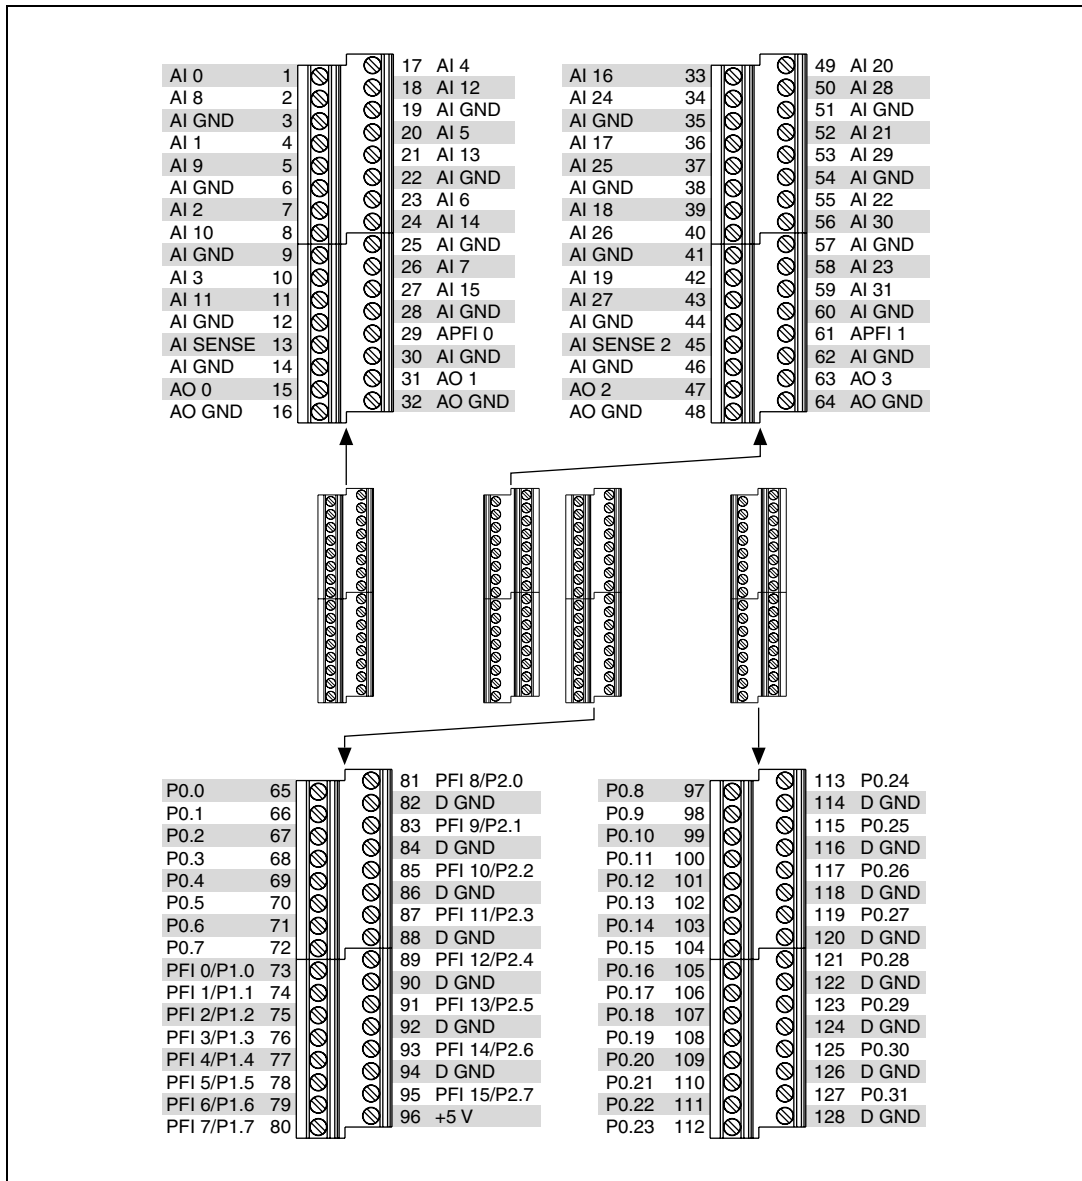 AI 0 1
AI 8 2
AI GND 3
AI 1 4
AI 9 5
AI GND 6
AI 2 7
AI 10 8
AI GND 9
AI 3 10
AI 11 11
AI GND 12
AI SENSE 13
AI GND 14
AO 0 15
AO GND 16
17 AI 4
18 AI 12
19 AI GND
20 AI 5
21 AI 13
22 AI GND
23 AI 6
24 AI 14
25 AI GND
26 AI 7
27 AI 15
28 AI GND
29 APFI 0
30 AI GND
31 AO 1
32 AO GND
AI 16 33
AI 24 34
AI GND 35
AI 17 36
AI 25 37
AI GND 38
AI 18 39
AI 26 40
AI GND 41
AI 19 42
AI 27 43
AI GND 44
AI SENSE 2 45
AI GND 46
AO 2 47
AO GND 48
49 AI 20
50 AI 28
51 AI GND
52 AI 21
53 AI 29
54 AI GND
55 AI 22
56 AI 30
57 AI GND
58 AI 23
59 AI 31
60 AI GND
61 APFI 1
62 AI GND
63 AO 3
64 AO GND
P0.0 65
P0.1 66
P0.2 67
P0.3 68
P0.4 69
P0.5 70
P0.6 71
P0.7 72
PFI 0/P1.0 73
PFI 1/P1.1 74
PFI 2/P1.2 75
PFI 3/P1.3 76
PFI 4/P1.4 77
PFI 5/P1.5 78
PFI 6/P1.6 79
PFI 7/P1.7 80
81 PFI 8/P2.0
82 D GND
83 PFI 9/P2.1
84 D GND
85 PFI 10/P2.2
86 D GND
87 PFI 11/P2.3
88 D GND
89 PFI 12/P2.4
90 D GND
91 PFI 13/P2.5
92 D GND
93 PFI 14/P2.6
94 D GND
95 PFI 15/P2.7
96 +5 V
P0.8 97
P0.9 98
P0.10 99
P0.11 100
P0.12 101
P0.13 102
P0.14 103
P0.15 104
P0.16 105
P0.17 106
P0.18 107
P0.19 108
P0.20 109
P0.21 110
P0.22 111
P0.23 112
113 P0.24
114 D GND
115 P0.25
116 D GND
117 P0.26
118 D GND
119 P0.27
120 D GND
121 P0.28
122 D GND
123 P0.29
124 D GND
125 P0.30
126 D GND
127 P0.31
128 D GND